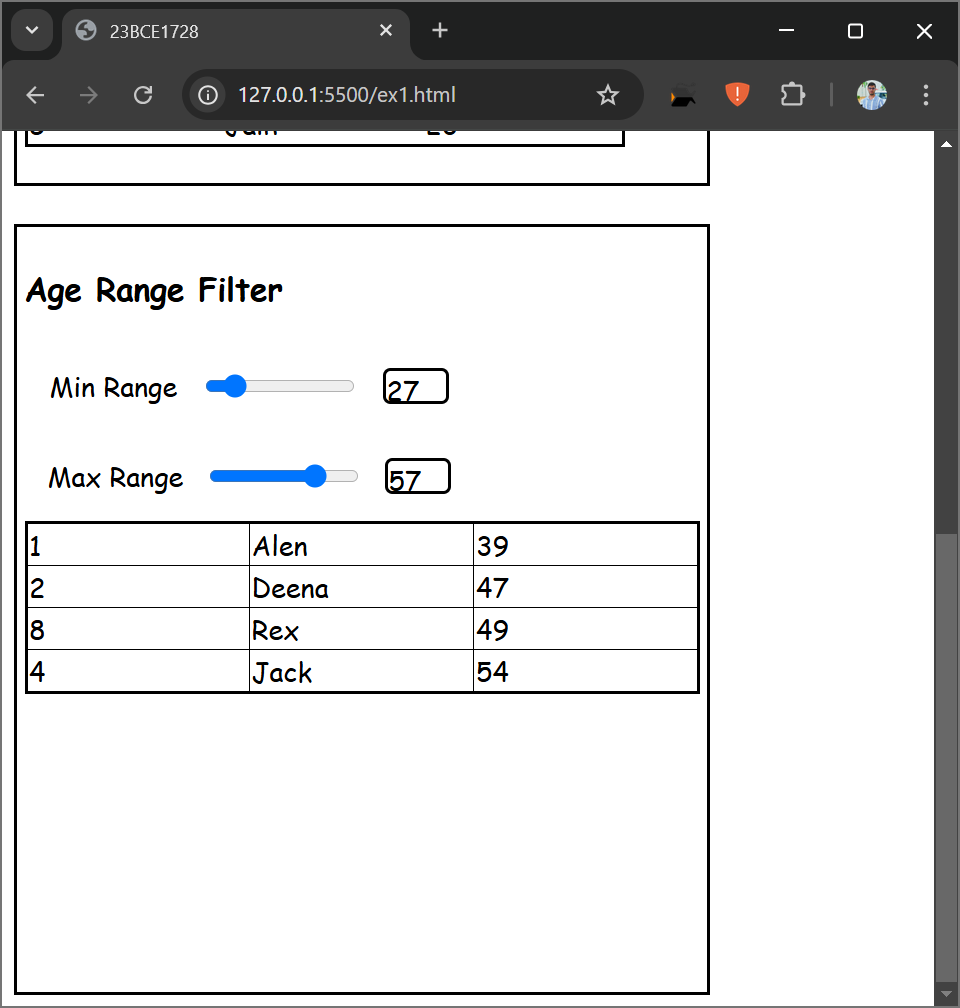 23BCE1728
127.0.0.1:5500/ex1.html
Age Range Filter
Min Range 27
Max Range 57
1 Alen 39
2 Deena 47
8 Rex 49
4 Jack 54